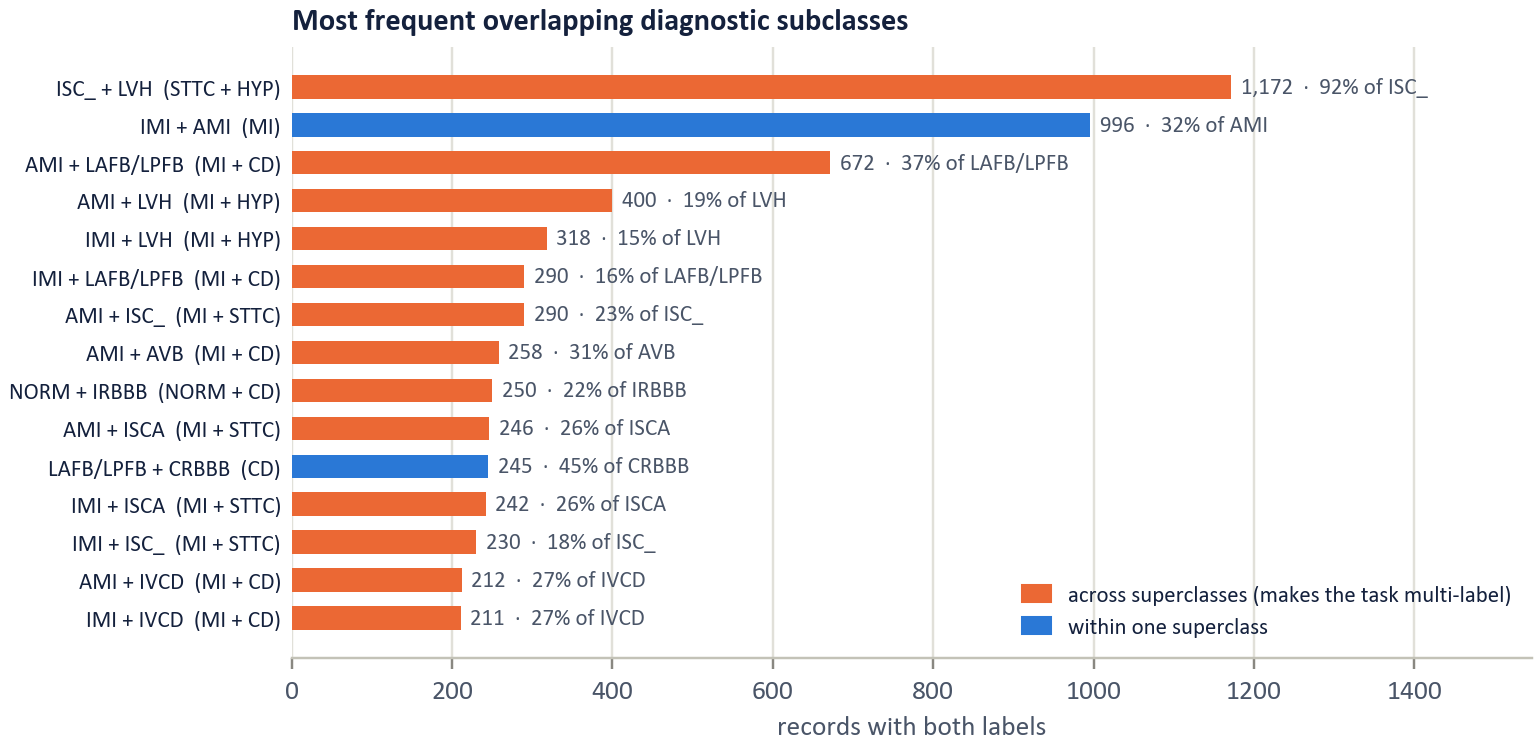 Most frequent overlapping diagnostic subclasses
ISC_ + LVH (STTC + HYP) 1,172 · 92% of ISC_
IMI + AMI (MI) 996 · 32% of AMI
AMI + LAFB/LPFB (MI + CD) 672 · 37% of LAFB/LPFB
AMI + LVH (MI + HYP) 400 · 19% of LVH
IMI + LVH (MI + HYP) 318 · 15% of LVH
IMI + LAFB/LPFB (MI + CD) 290 · 16% of LAFB/LPFB
AMI + ISC_ (MI + STTC) 290 · 23% of ISC_
AMI + AVB (MI + CD) 258 · 31% of AVB
NORM + IRBBB (NORM + CD) 250 · 22% of IRBBB
AMI + ISCA (MI + STTC) 246 · 26% of ISCA
LAFB/LPFB + CRBBB (CD) 245 · 45% of CRBBB
IMI + ISCA (MI + STTC) 242 · 26% of ISCA
IMI + ISC_ (MI + STTC) 230 · 18% of ISC_
AMI + IVCD (MI + CD) 212 · 27% of IVCD
IMI + IVCD (MI + CD) 211 · 27% of IVCD
across superclasses (makes the task multi-label)
within one superclass
0 200 400 600 800 1000 1200 1400
records with both labels